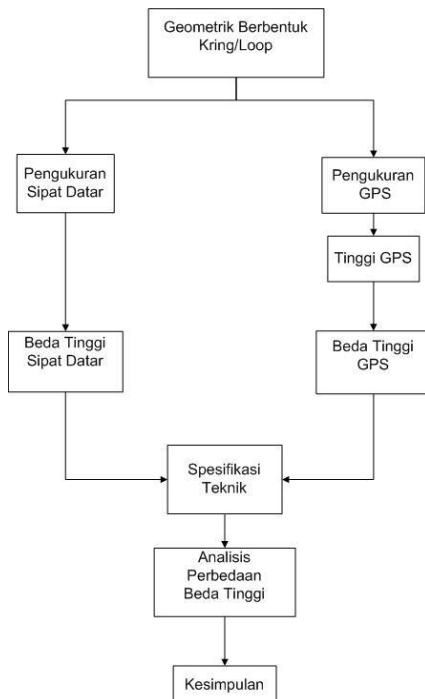 Geometrik Berbentuk
Kring/Loop
Pengukuran
Sipat Datar
Pengukuran
GPS
Tinggi GPS
Beda Tinggi
Sipat Datar
Beda Tinggi
GPS
Spesifikasi
Teknik
Analisis
Perbedaan
Beda Tinggi
Kesimpulan